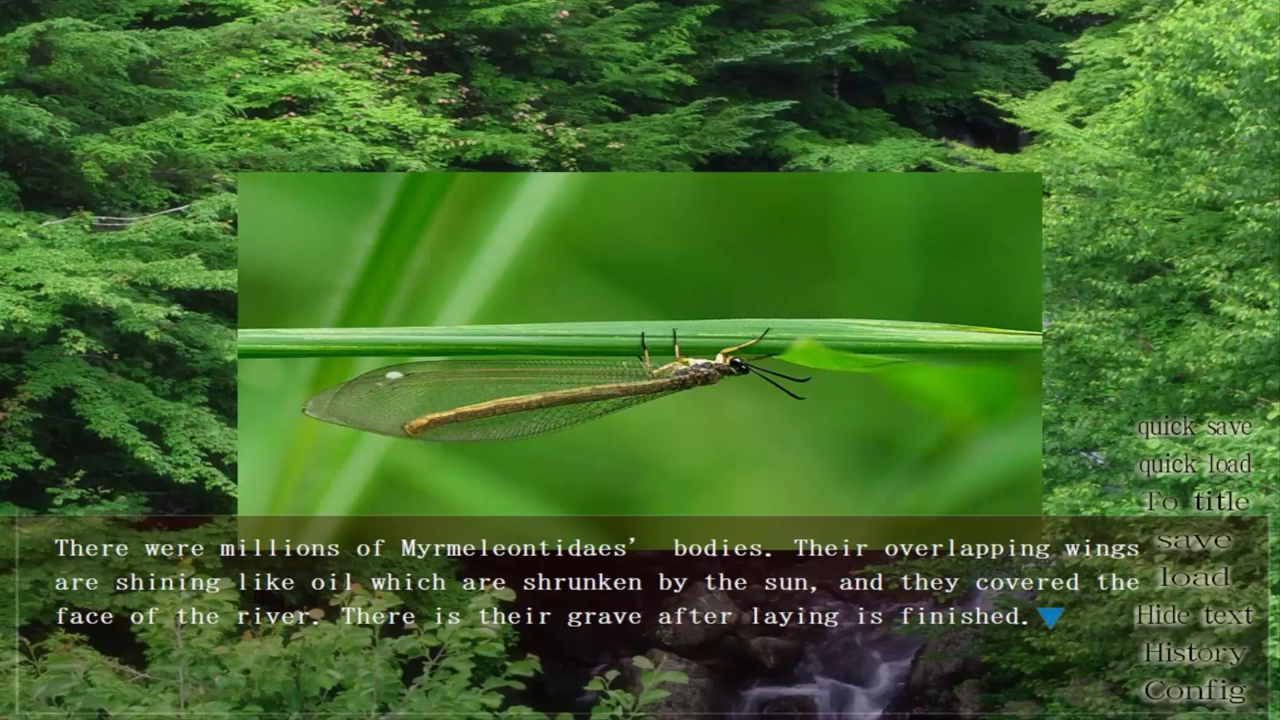 quick save
quick load
To title
save
load
Hide text
History
Config
There were millions of Myrmeleontidaes’ bodies. Their overlapping wings
are shining like oil which are shrunken by the sun, and they covered the
face of the river. There is their grave after laying is finished.